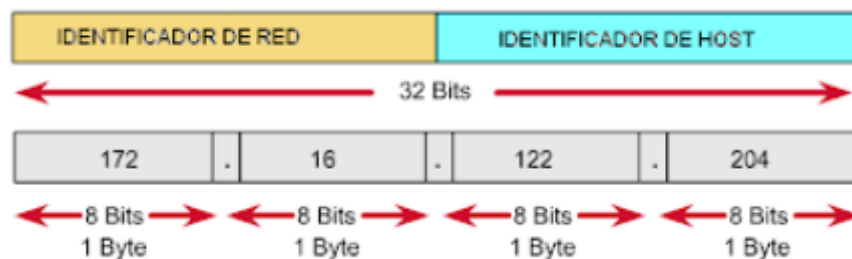 IDENTIFICADOR DE RED IDENTIFICADOR DE HOST
32 Bits
172 . 16 . 122 . 204
8 Bits 8 Bits 8 Bits 8 Bits
1 Byte 1 Byte 1 Byte 1 Byte